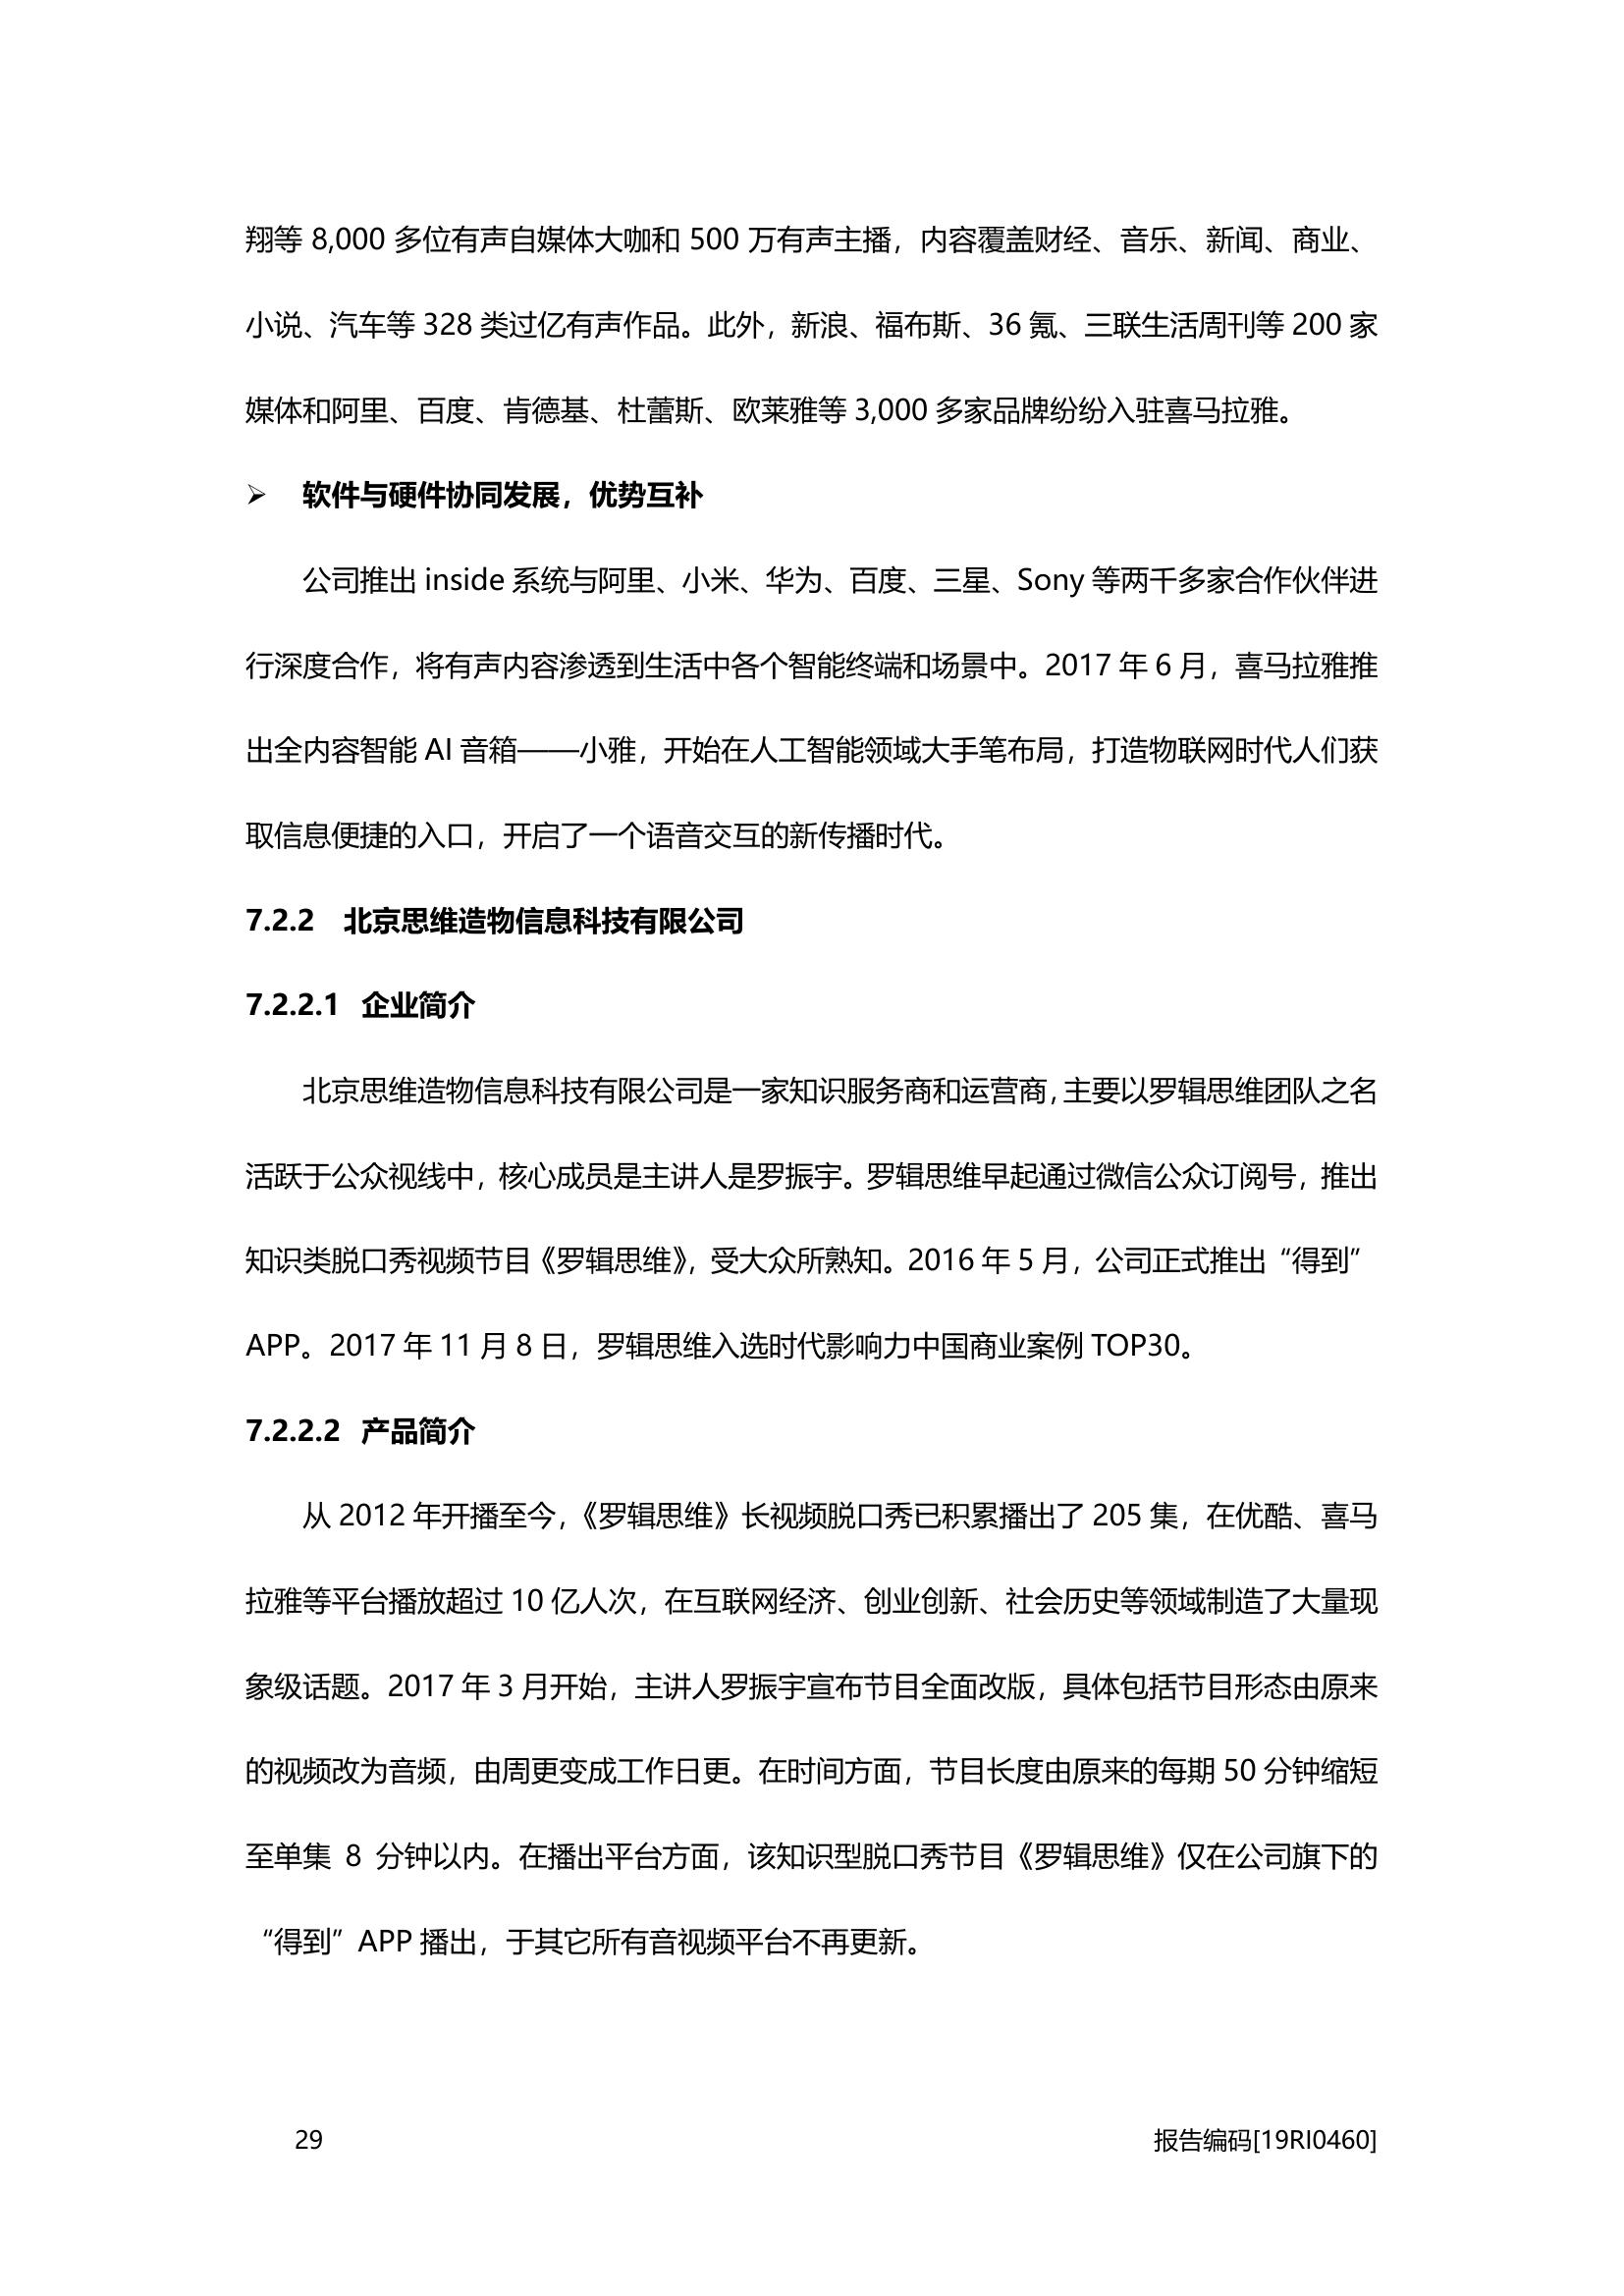 翔等 8,000 多位有声自媒体大咖和 500 万有声主播，内容覆盖财经、音乐、新闻、商业、
小说、汽车等 328 类过亿有声作品。此外，新浪、福布斯、36 氪、三联生活周刊等 200 家
媒体和阿里、百度、肯德基、杜蕾斯、欧莱雅等 3,000 多家品牌纷纷入驻喜马拉雅。
➢ 软件与硬件协同发展，优势互补
公司推出 inside 系统与阿里、小米、华为、百度、三星、Sony 等两千多家合作伙伴进
行深度合作，将有声内容渗透到生活中各个智能终端和场景中。2017 年 6 月，喜马拉雅推
出全内容智能 AI 音箱——小雅，开始在人工智能领域大手笔布局，打造物联网时代人们获
取信息便捷的入口，开启了一个语音交互的新传播时代。
7.2.2 北京思维造物信息科技有限公司
7.2.2.1 企业简介
北京思维造物信息科技有限公司是一家知识服务商和运营商，主要以罗辑思维团队之名
活跃于公众视线中，核心成员是主讲人是罗振宇。罗辑思维早起通过微信公众订阅号，推出
知识类脱口秀视频节目《罗辑思维》，受大众所熟知。2016 年 5 月，公司正式推出“得到”
APP。2017 年 11 月 8 日，罗辑思维入选时代影响力中国商业案例 TOP30。
7.2.2.2 产品简介
从 2012 年开播至今，《罗辑思维》长视频脱口秀已积累播出了 205 集，在优酷、喜马
拉雅等平台播放超过 10 亿人次，在互联网经济、创业创新、社会历史等领域制造了大量现
象级话题。2017 年 3 月开始，主讲人罗振宇宣布节目全面改版，具体包括节目形态由原来
的视频改为音频，由周更变成工作日更。在时间方面，节目长度由原来的每期 50 分钟缩短
至单集 8 分钟以内。在播出平台方面，该知识型脱口秀节目《罗辑思维》仅在公司旗下的
“得到”APP 播出，于其它所有音视频平台不再更新。
29 报告编码[19RI0460]